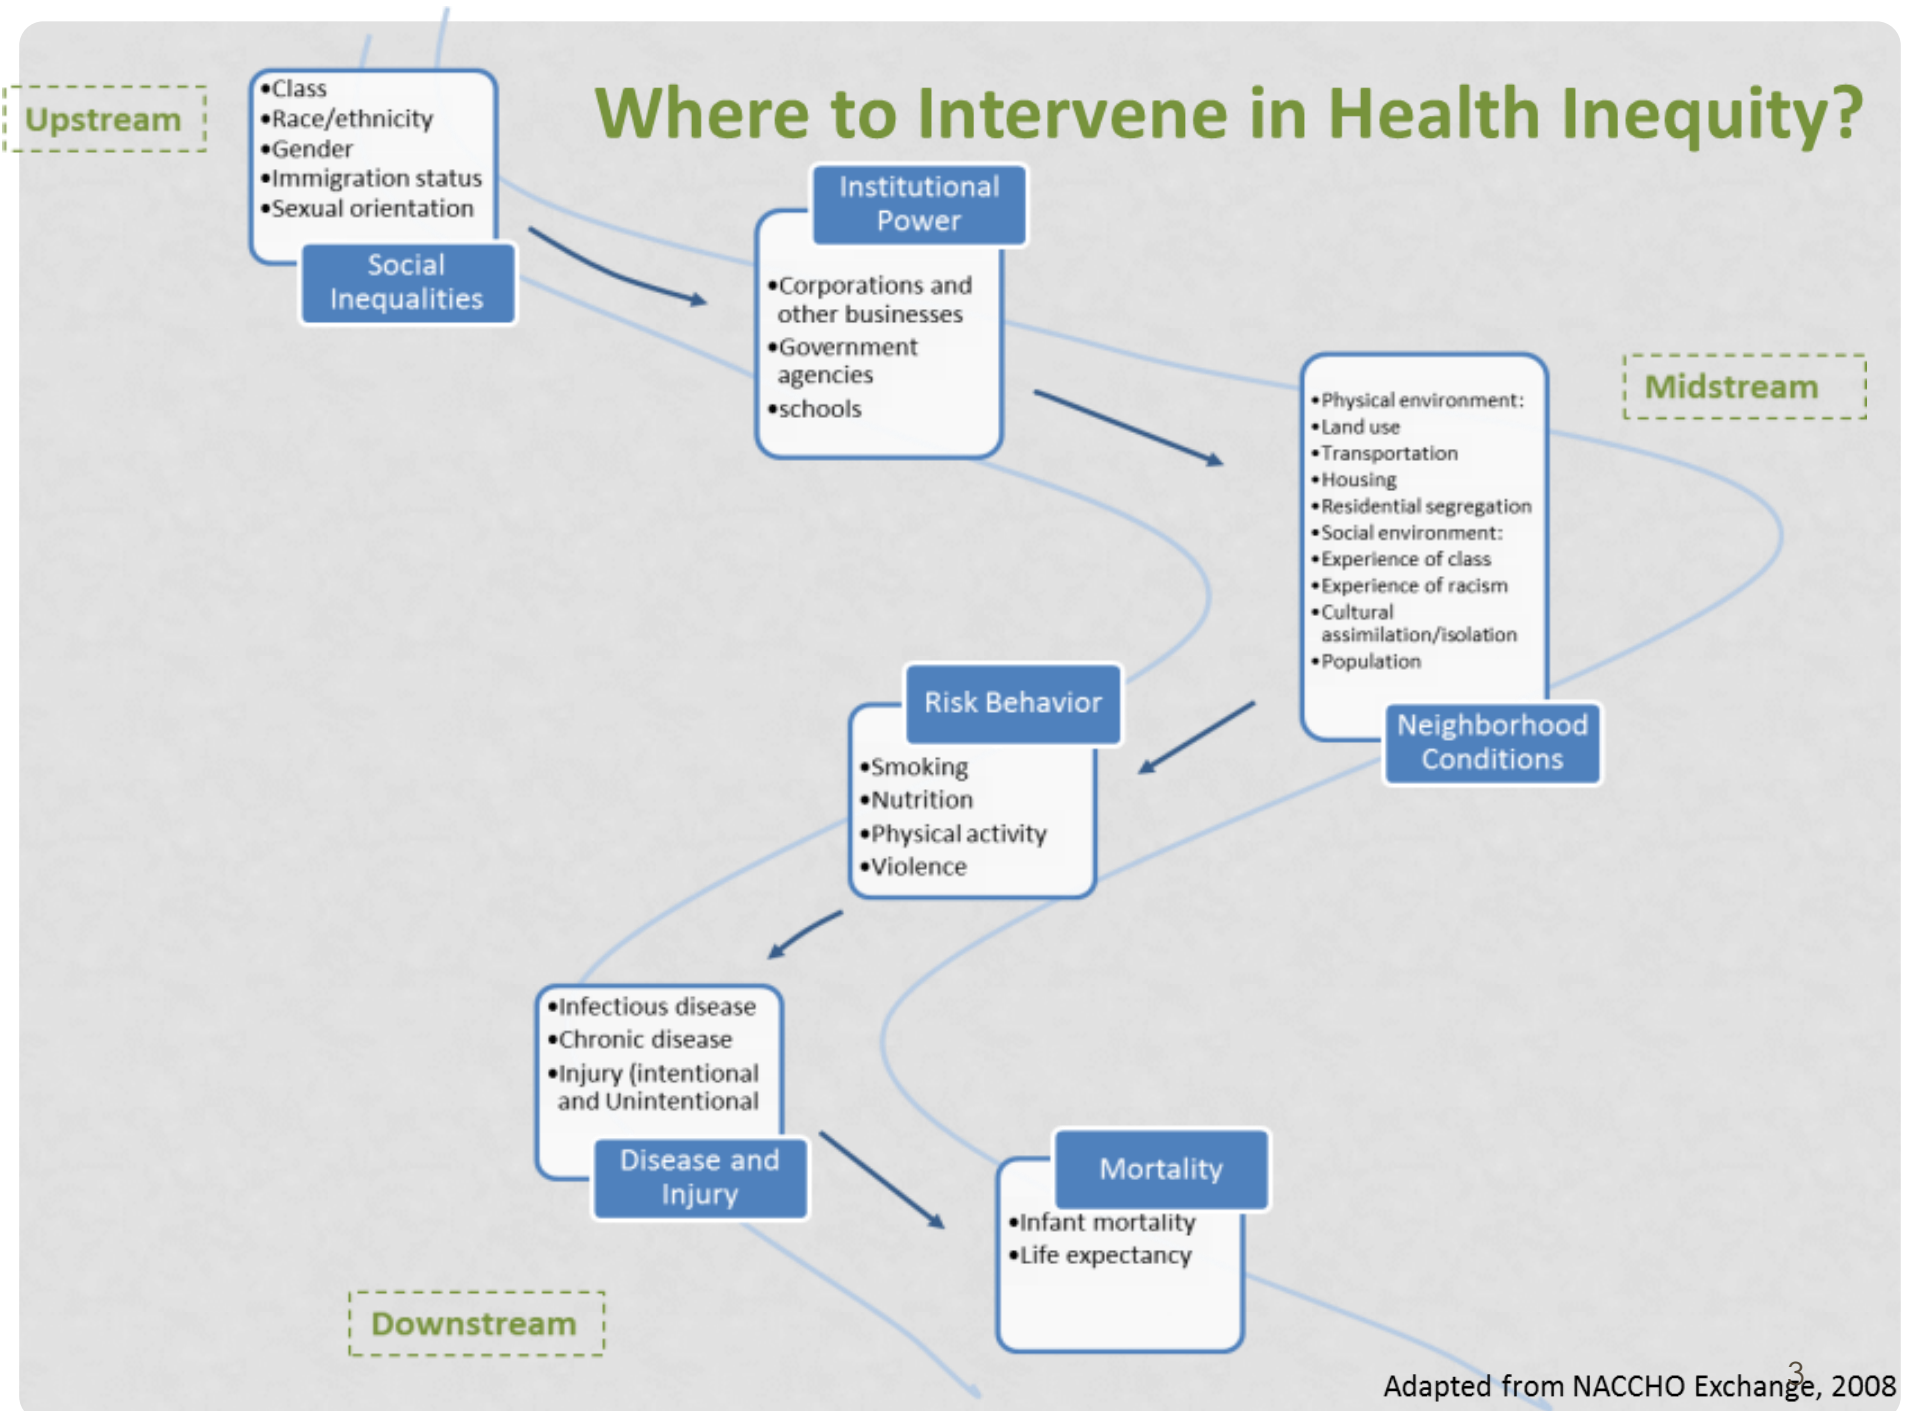 Where to Intervene in Health Inequity?
Upstream
•Class
•Race/ethnicity
•Gender
•Immigration status
•Sexual orientation
Social
Inequalities
Institutional
Power
•Corporations and
other businesses
•Government
agencies
•schools
Midstream
•Physical environment:
•Land use
•Transportation
•Housing
•Residential segregation
•Social environment:
•Experience of class
•Experience of racism
•Cultural
assimilation/isolation
•Population
Neighborhood
Conditions
Risk Behavior
•Smoking
•Nutrition
•Physical activity
•Violence
•Infectious disease
•Chronic disease
•Injury (intentional
and Unintentional
Disease and
Injury
Mortality
•Infant mortality
•Life expectancy
Downstream
3
Adapted from NACCHO Exchange, 2008